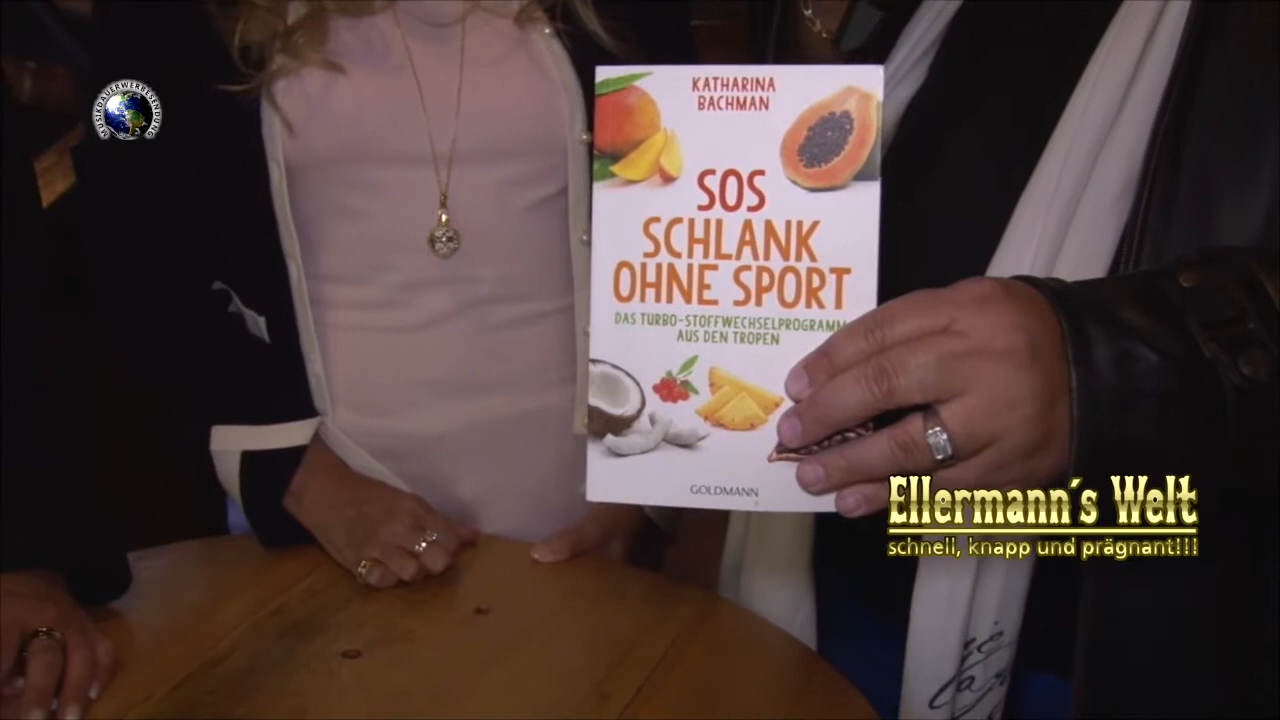 MUSIKDAUERWERBESENDUNG
KATHARINA
BACHMAN
SOS
SCHLANK
OHNE SPORT
DAS TURBO-STOFFWECHSELPROGRAMM
AUS DEN TROPEN
GOLDMANN
Ellermann´s Welt
schnell, knapp und prägnant!!!